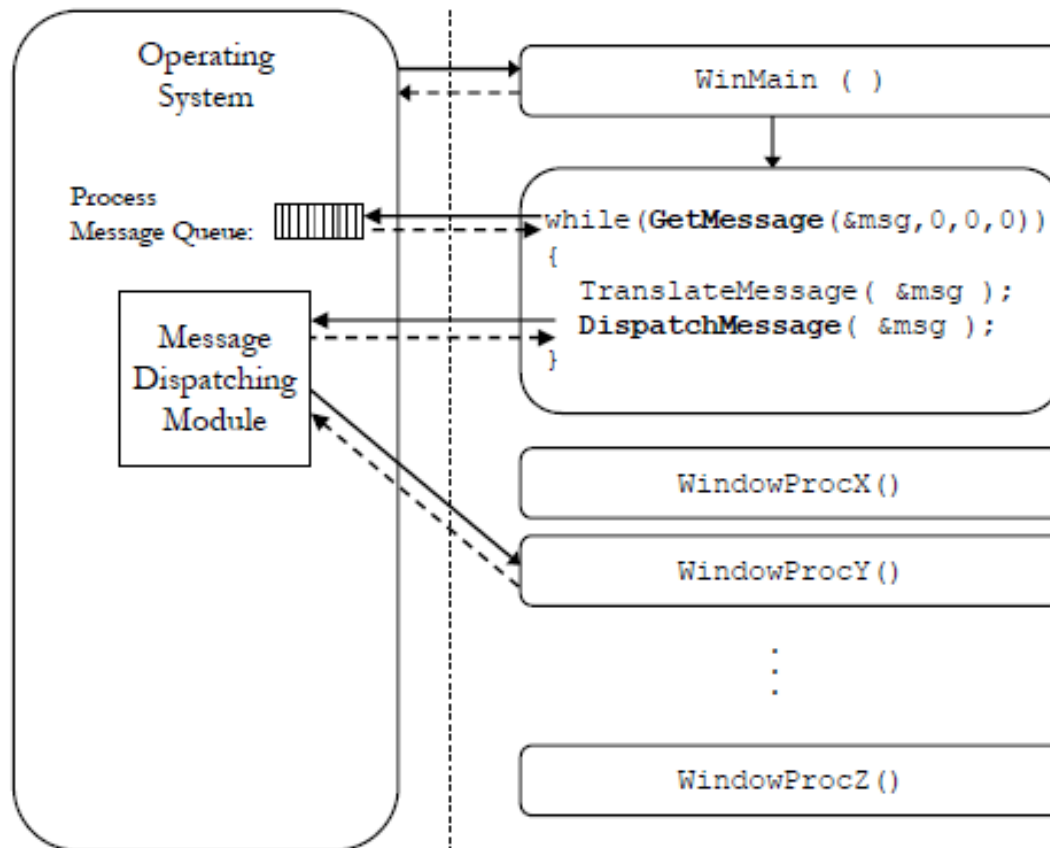 Operating
System
WinMain ( )
Process
Message Queue:
while(GetMessage(&msg,0,0,0))
{
TranslateMessage( &msg );
DispatchMessage( &msg );
}
Message
Dispatching
Module
WindowProcX()
WindowProcY()
.
.
.
WindowProcZ()